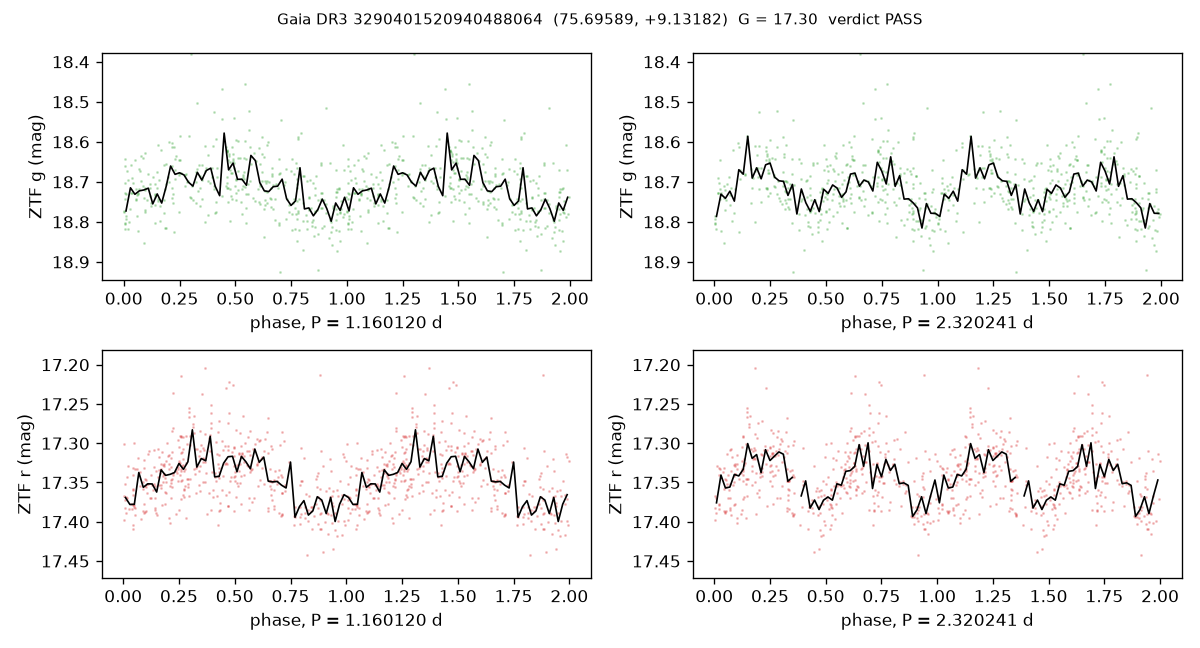 Gaia DR3 3290401520940488064  (75.69589, +9.13182)  G = 17.30  verdict PASS
ZTF g (mag)
18.4
18.5
18.6
18.7
18.8
18.9
0.00 0.25 0.50 0.75 1.00 1.25 1.50 1.75 2.00
phase, P = 1.160120 d
ZTF g (mag)
18.4
18.5
18.6
18.7
18.8
18.9
0.00 0.25 0.50 0.75 1.00 1.25 1.50 1.75 2.00
phase, P = 2.320241 d
ZTF r (mag)
17.20
17.25
17.30
17.35
17.40
17.45
0.00 0.25 0.50 0.75 1.00 1.25 1.50 1.75 2.00
phase, P = 1.160120 d
ZTF r (mag)
17.20
17.25
17.30
17.35
17.40
17.45
0.00 0.25 0.50 0.75 1.00 1.25 1.50 1.75 2.00
phase, P = 2.320241 d